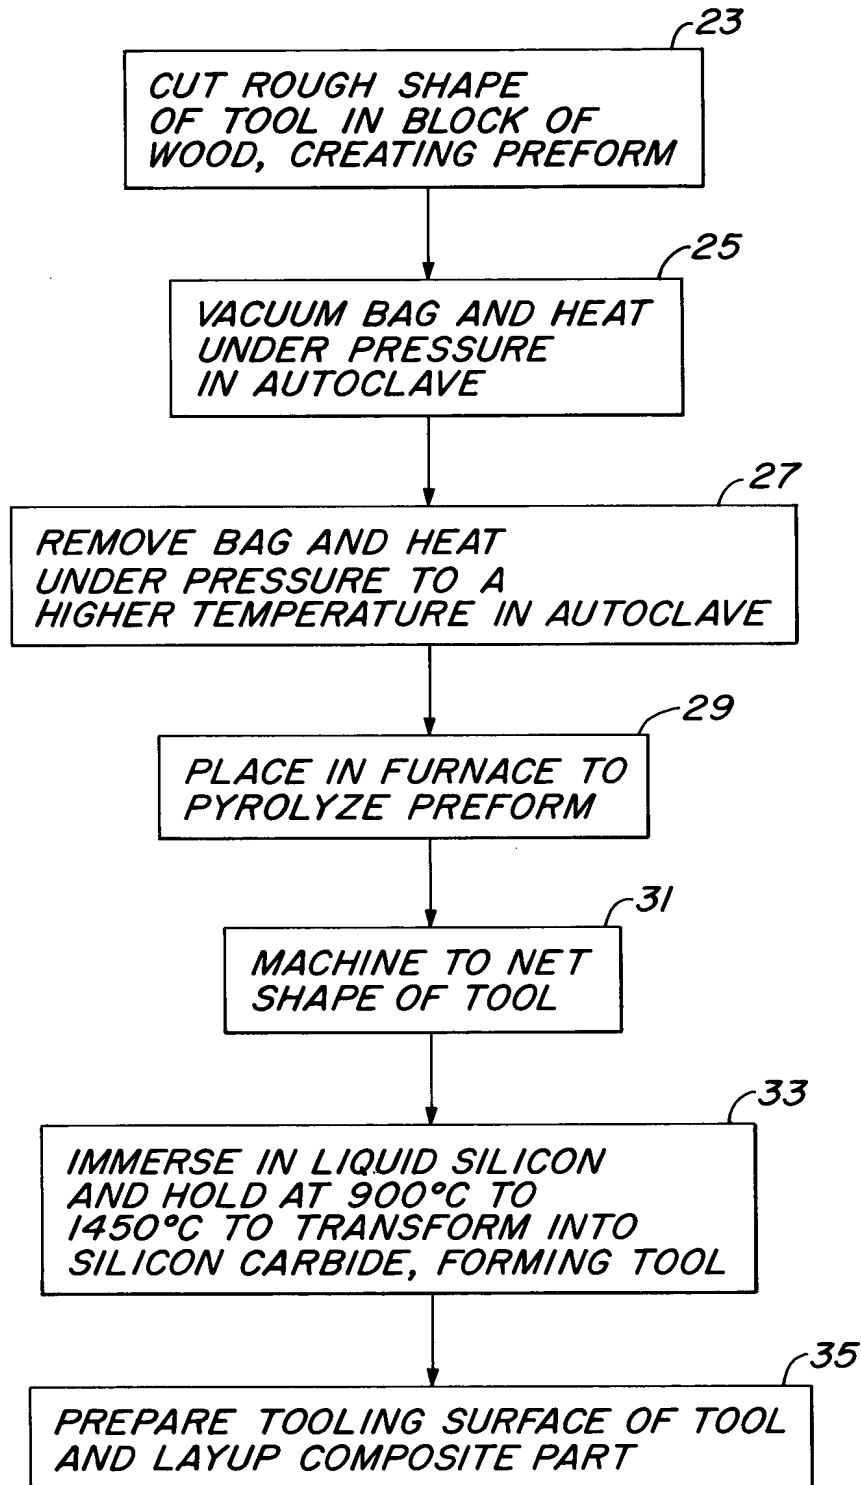 23
CUT ROUGH SHAPE
OF TOOL IN BLOCK OF
WOOD, CREATING PREFORM
25
VACUUM BAG AND HEAT
UNDER PRESSURE
IN AUTOCLAVE
27
REMOVE BAG AND HEAT
UNDER PRESSURE TO A
HIGHER TEMPERATURE IN AUTOCLAVE
29
PLACE IN FURNACE TO
PYROLYZE PREFORM
31
MACHINE TO NET
SHAPE OF TOOL
33
IMMERSE IN LIQUID SILICON
AND HOLD AT 900°C TO
1450°C TO TRANSFORM INTO
SILICON CARBIDE, FORMING TOOL
35
PREPARE TOOLING SURFACE OF TOOL
AND LAYUP COMPOSITE PART